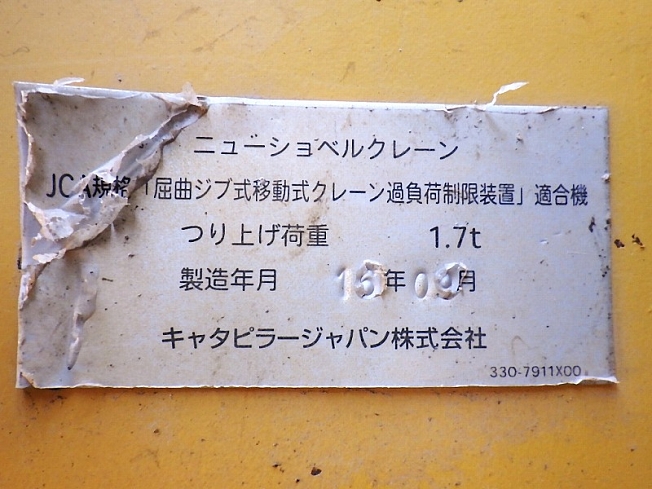 ニューショベルクレーン
JCA規格「屈曲ジブ式移動式クレーン過負荷制限装置」適合機
つり上げ荷重 1.7t
製造年月 15年 09月
キャタピラージャパン株式会社
330-7911X00